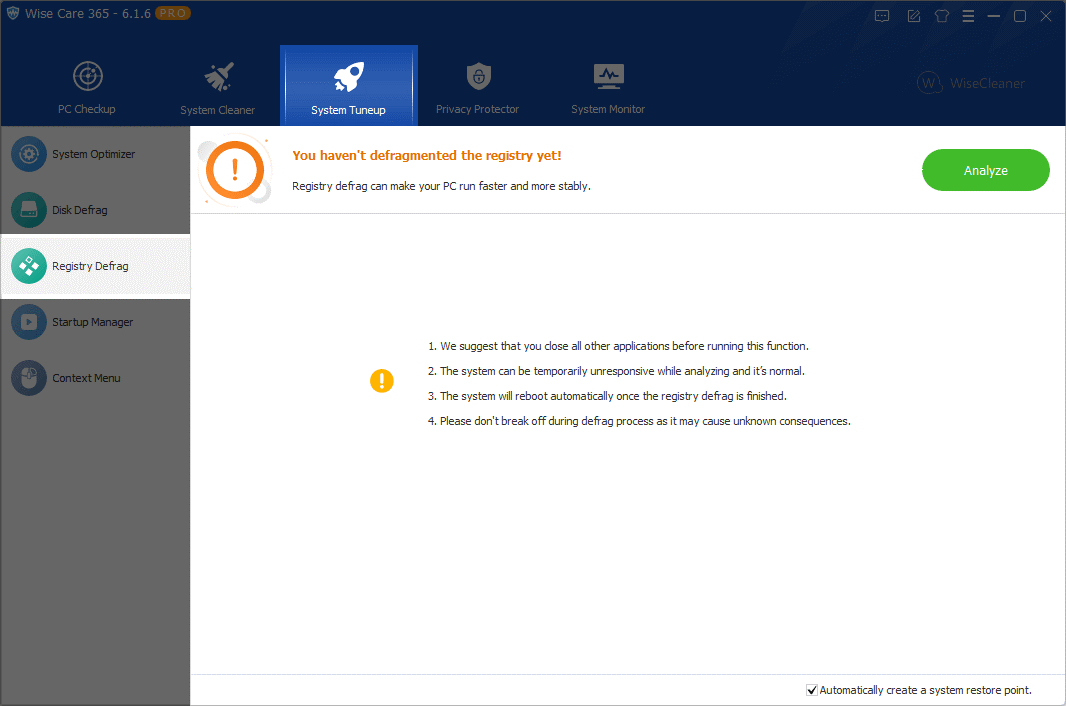 Wise Care 365 - 6.1.6 PRO
PC Checkup
System Cleaner
System Tuneup
Privacy Protector
System Monitor
W WiseCleaner
System Optimizer
Disk Defrag
Registry Defrag
Startup Manager
Context Menu
You haven't defragmented the registry yet!
Registry defrag can make your PC run faster and more stably.
Analyze
1. We suggest that you close all other applications before running this function.
2. The system can be temporarily unresponsive while analyzing and it's normal.
3. The system will reboot automatically once the registry defrag is finished.
4. Please don't break off during defrag process as it may cause unknown consequences.
Automatically create a system restore point.